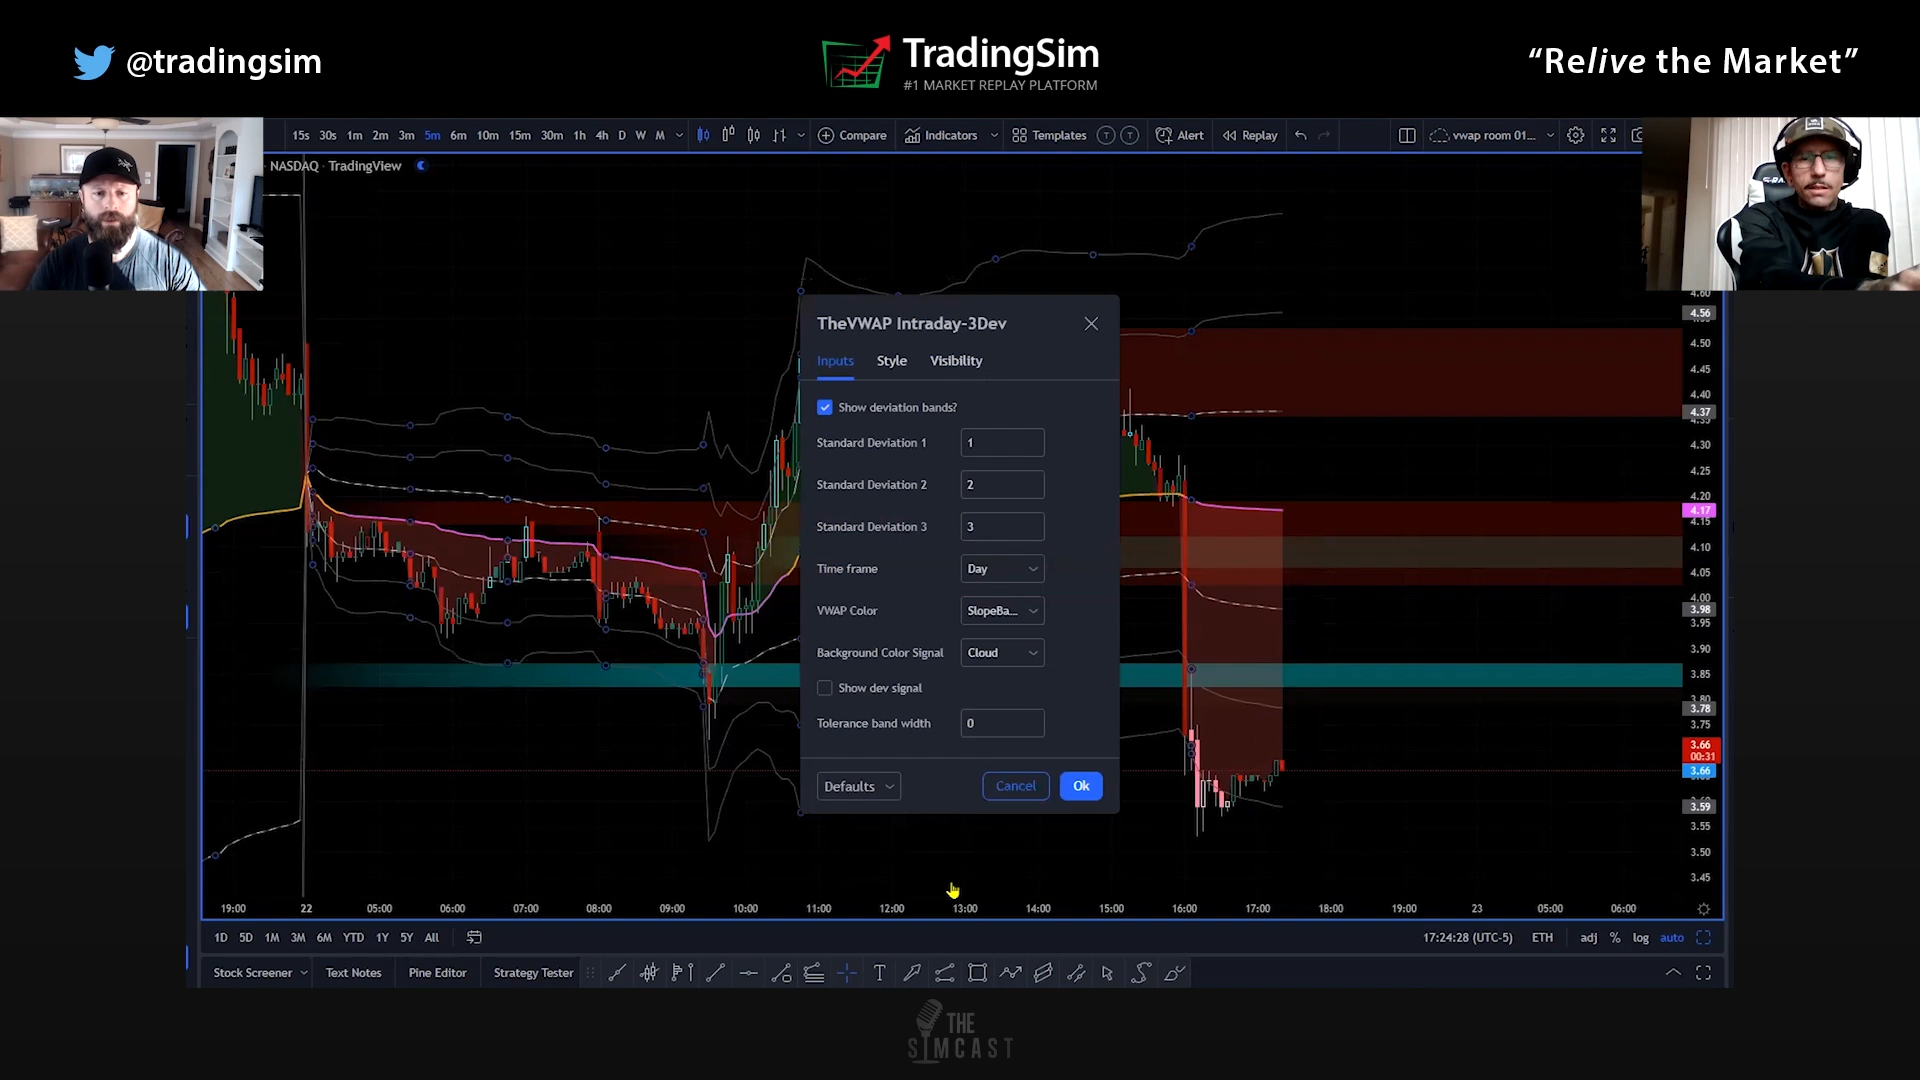 @tradingsim
TradingSim
#1 MARKET REPLAY PLATFORM
“Relive the Market”
15s 30s 1m 2m 3m 5m 6m 10m 15m 30m 1h 4h D W M Compare Indicators Templates T T Alert Replay vwap room 01...
NASDAQ · TradingView
TheVWAP Intraday-3Dev
Inputs Style Visibility
Show deviation bands?
Standard Deviation 1 1
Standard Deviation 2 2
Standard Deviation 3 3
Time frame Day
VWAP Color SlopeBa...
Background Color Signal Cloud
Show dev signal
Tolerance band width 0
Defaults Cancel Ok
4.60
4.56
4.50
4.45
4.40
4.37
4.30
4.25
4.20
4.17
4.15
4.10
4.05
4.00
3.98
3.95
3.90
3.85
3.80
3.78
3.75
3.66
00:31
3.66
3.59
3.55
3.50
3.45
19:00 22 05:00 06:00 07:00 08:00 09:00 10:00 11:00 12:00 13:00 14:00 15:00 16:00 17:00 18:00 19:00 23 05:00 06:00
1D 5D 1M 3M 6M YTD 1Y 5Y All 17:24:28 (UTC-5) ETH adj % log auto
Stock Screener Text Notes Pine Editor Strategy Tester
THE
SIMCAST